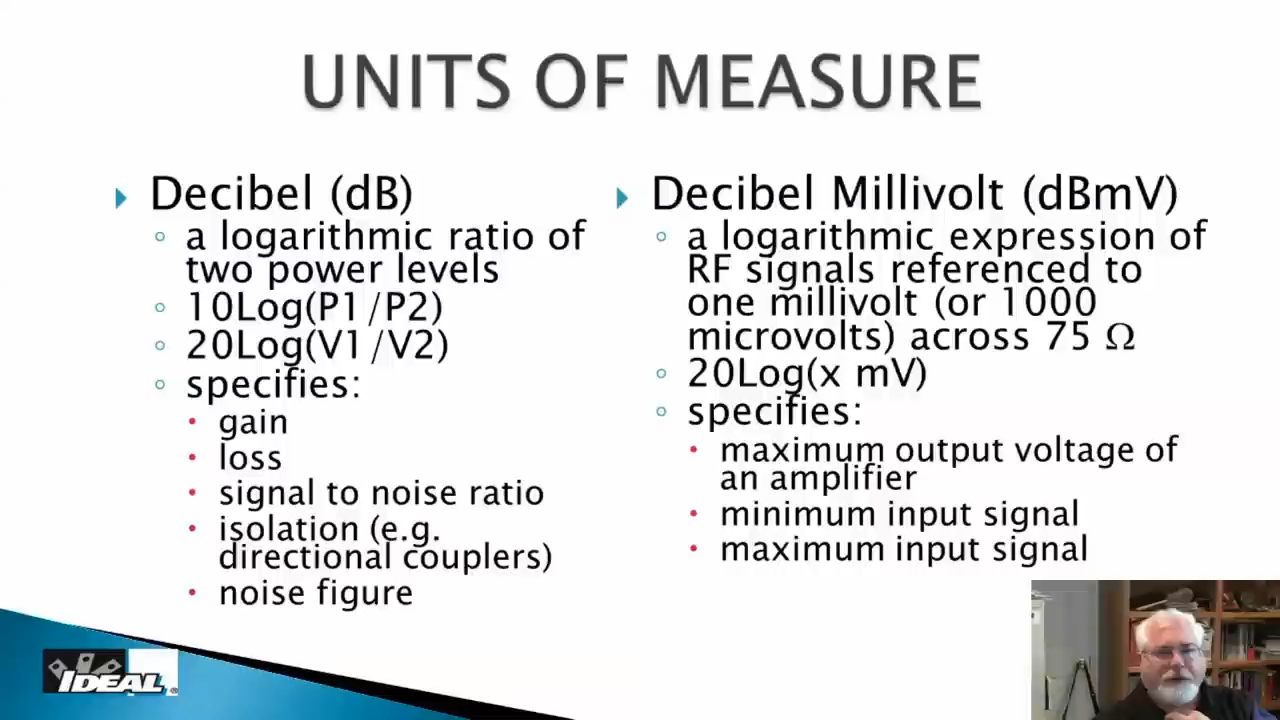 UNITS OF MEASURE
Decibel (dB)
a logarithmic ratio of
two power levels
10Log(P1/P2)
20Log(V1/V2)
specifies:
gain
loss
signal to noise ratio
isolation (e.g.
directional couplers)
noise figure
Decibel Millivolt (dBmV)
a logarithmic expression of
RF signals referenced to
one millivolt (or 1000
microvolts) across 75 Ω
20Log(x mV)
specifies:
maximum output voltage of
an amplifier
minimum input signal
maximum input signal
IDEAL®